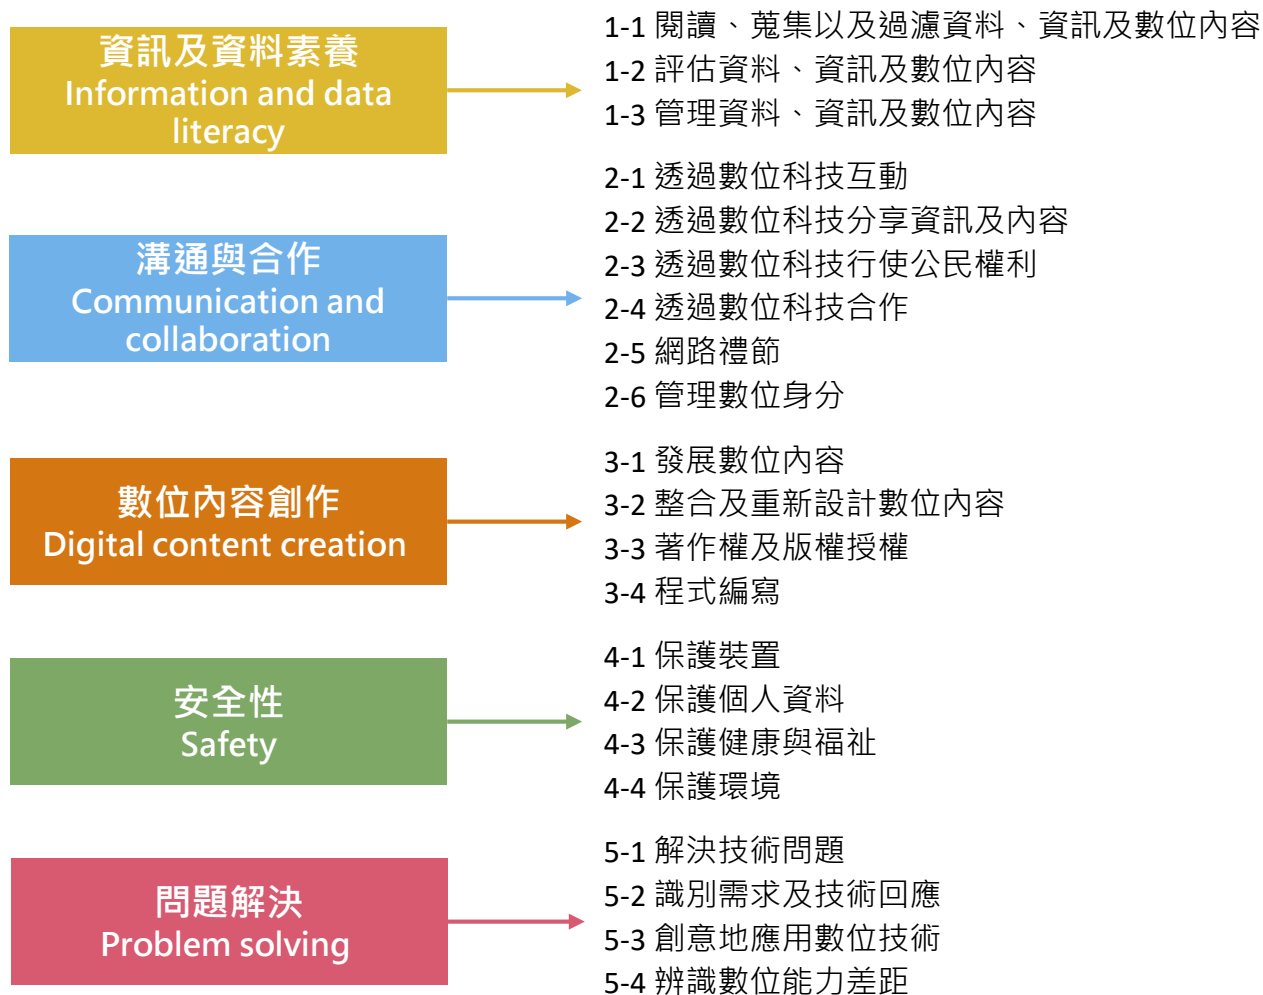 資訊及資料素養
Information and data
literacy
1-1 閱讀、蒐集以及過濾資料、資訊及數位內容
1-2 評估資料、資訊及數位內容
1-3 管理資料、資訊及數位內容
溝通與合作
Communication and
collaboration
2-1 透過數位科技互動
2-2 透過數位科技分享資訊及內容
2-3 透過數位科技行使公民權利
2-4 透過數位科技合作
2-5 網路禮節
2-6 管理數位身分
數位內容創作
Digital content creation
3-1 發展數位內容
3-2 整合及重新設計數位內容
3-3 著作權及版權授權
3-4 程式編寫
安全性
Safety
4-1 保護裝置
4-2 保護個人資料
4-3 保護健康與福祉
4-4 保護環境
問題解決
Problem solving
5-1 解決技術問題
5-2 識別需求及技術回應
5-3 創意地應用數位技術
5-4 辨識數位能力差距